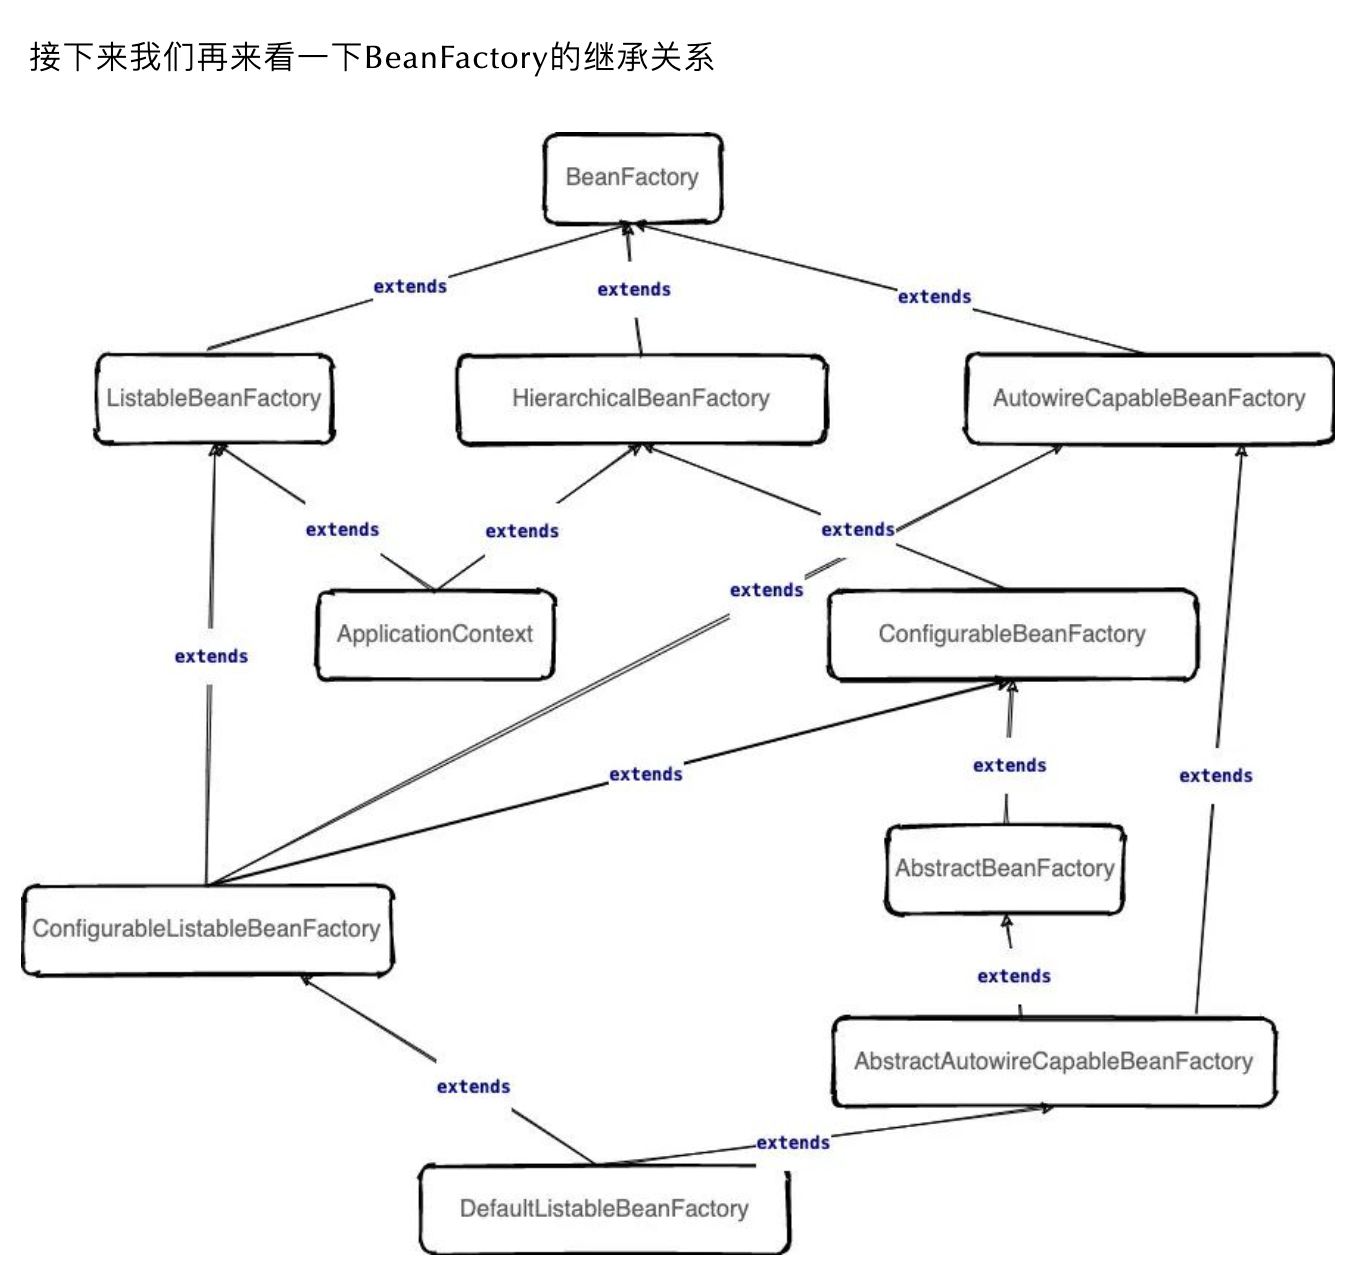 接下来我们再来看一下BeanFactory的继承关系
BeanFactory
extends
extends
extends
ListableBeanFactory
HierarchicalBeanFactory
AutowireCapableBeanFactory
extends
extends
extends
extends
ApplicationContext
ConfigurableBeanFactory
extends
extends
extends
extends
AbstractBeanFactory
ConfigurableListableBeanFactory
extends
AbstractAutowireCapableBeanFactory
extends
extends
DefaultListableBeanFactory